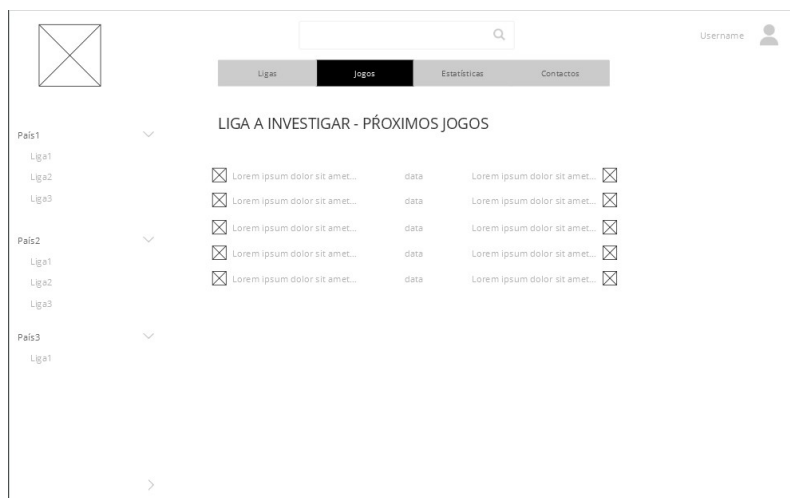 Username
Ligas Jogos Estatísticas Contactos
LIGA A INVESTIGAR - PŔOXIMOS JOGOS
País1
Liga1
Liga2
Liga3
País2
Liga1
Liga2
Liga3
País3
Liga1
Lorem ipsum dolor sit amet... data Lorem ipsum dolor sit amet...
Lorem ipsum dolor sit amet... data Lorem ipsum dolor sit amet...
Lorem ipsum dolor sit amet... data Lorem ipsum dolor sit amet...
Lorem ipsum dolor sit amet... data Lorem ipsum dolor sit amet...
Lorem ipsum dolor sit amet... data Lorem ipsum dolor sit amet...